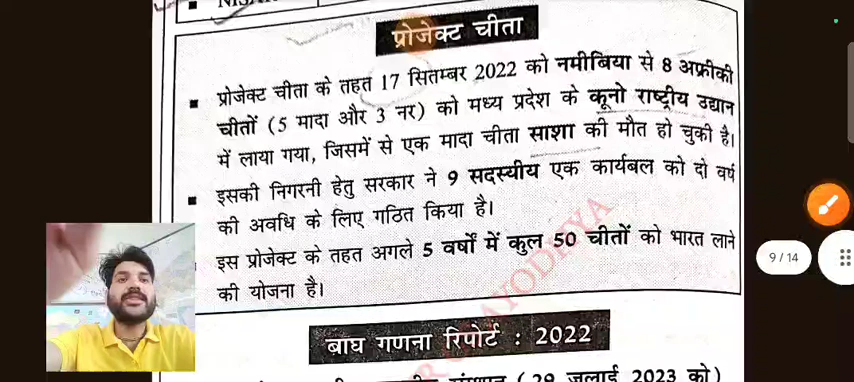 प्रोजेक्ट चीता
▪ प्रोजेक्ट चीता के तहत 17 सितम्बर 2022 को नमीबिया से 8 अफ्रीकी
चीतों (5 मादा और 3 नर) को मध्य प्रदेश के कूनो राष्ट्रीय उद्यान
में लाया गया, जिसमें से एक मादा चीता साशा की मौत हो चुकी है।
▪ इसकी निगरनी हेतु सरकार ने 9 सदस्यीय एक कार्यबल को दो वर्ष
की अवधि के लिए गठित किया है।
इस प्रोजेक्ट के तहत अगले 5 वर्षों में कुल 50 चीतों को भारत लाने
की योजना है।
9 / 14
बाघ गणना रिपोर्ट : 2022
(29 जुलाई 2023 को)